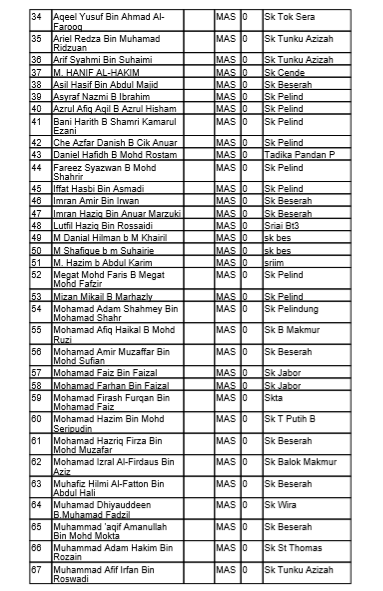 34 Aqeel Yusuf Bin Ahmad Al- MAS 0 Sk Tok Sera
Farooq
35 Ariel Redza Bin Muhamad MAS 0 Sk Tunku Azizah
Ridzuan
36 Arif Syahmi Bin Suhaimi MAS 0 Sk Tunku Azizah
37 M. HANIF AL-HAKIM MAS 0 Sk Cende
38 Asil Hasif Bin Abdul Majid MAS 0 Sk Beserah
39 Asyraf Nazmi B Ibrahim MAS 0 Sk Pelind
40 Azrul Afiq Aqil B Azrul Hisham MAS 0 Sk Pelind
41 Bani Harith B Shamri Kamarul MAS 0 Sk Pelind
Ezani
42 Che Azfar Danish B Cik Anuar MAS 0 Sk Pelind
43 Daniel Hafidh B Mohd Rostam MAS 0 Tadika Pandan P
44 Fareez Syazwan B Mohd MAS 0 Sk Pelind
Shahrir
45 Iffat Hasbi Bin Asmadi MAS 0 Sk Pelind
46 Imran Amir Bin Irwan MAS 0 Sk Beserah
47 Imran Haziq Bin Anuar Marzuki MAS 0 Sk Beserah
48 Lutfil Haziq Bin Rossaidi MAS 0 Sriai Bt3
49 M Danial Hilman b M Khairil MAS 0 sk bes
50 M Shafique b m Suhairie MAS 0 sk bes
51 M. Hazim b Abdul Karim MAS 0 sriim
52 Megat Mohd Faris B Megat MAS 0 Sk Pelind
Mohd Fafzir
53 Mizan Mikail B Marhazly MAS 0 Sk Pelind
54 Mohamad Adam Shahmey Bin MAS 0 Sk Pelindung
Mohamad Shahr
55 Mohamad Afiq Haikal B Mohd MAS 0 Sk B Makmur
Ruzi
56 Mohamad Amir Muzaffar Bin MAS 0 Sk Beserah
Mohd Sufian
57 Mohamad Faiz Bin Faizal MAS 0 Sk Jabor
58 Mohamad Farhan Bin Faizal MAS 0 Sk Jabor
59 Mohamad Firash Furqan Bin MAS 0 Skta
Mohamad Faiz
60 Mohamad Hazim Bin Mohd MAS 0 Sk T Putih B
Seripudin
61 Mohamad Hazriq Firza Bin MAS 0 Sk Beserah
Mohd Muzafar
62 Mohamad Izral Al-Firdaus Bin MAS 0 Sk Balok Makmur
Aziz
63 Muhafiz Hilmi Al-Fatton Bin MAS 0 Sk Beserah
Abdul Hali
64 Muhamad Dhiyauddeen MAS 0 Sk Wira
B.Muhamad Fadzil
65 Muhammad 'aqif Amanullah MAS 0 Sk Beserah
Bin Mohd Mokta
66 Muhammad Adam Hakim Bin MAS 0 Sk St Thomas
Rozain
67 Muhammad Afif Irfan Bin MAS 0 Sk Tunku Azizah
Roswadi